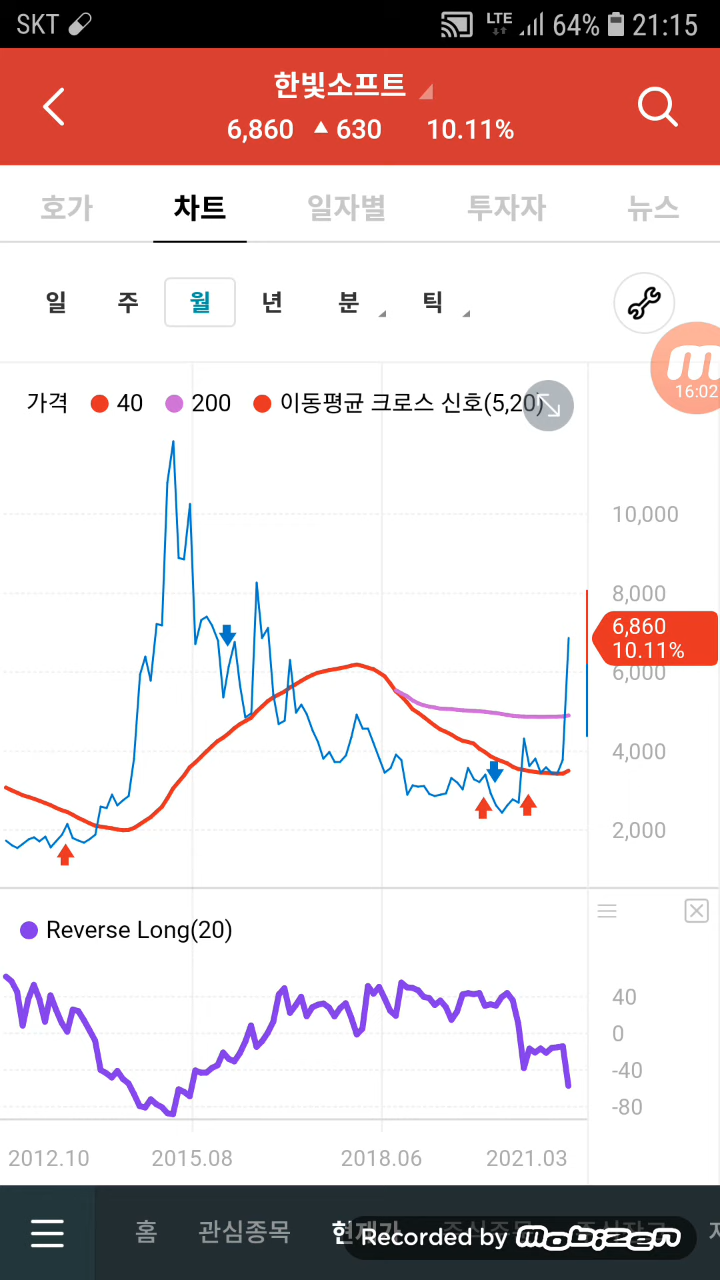 SKT LTE 64% 21:15
한빛소프트
6,860 ▲ 630 10.11%
호가 차트 일자별 투자자 뉴스
일 주 월 년 분 틱
16:02
가격 40 200 이동평균 크로스 신호(5,20)
10,000
8,000
6,860
10.11%
6,000
4,000
2,000
Reverse Long(20)
40
0
-40
-80
2012.10 2015.08 2018.06 2021.03
홈 관심종목 현재가
Recorded by mobizen